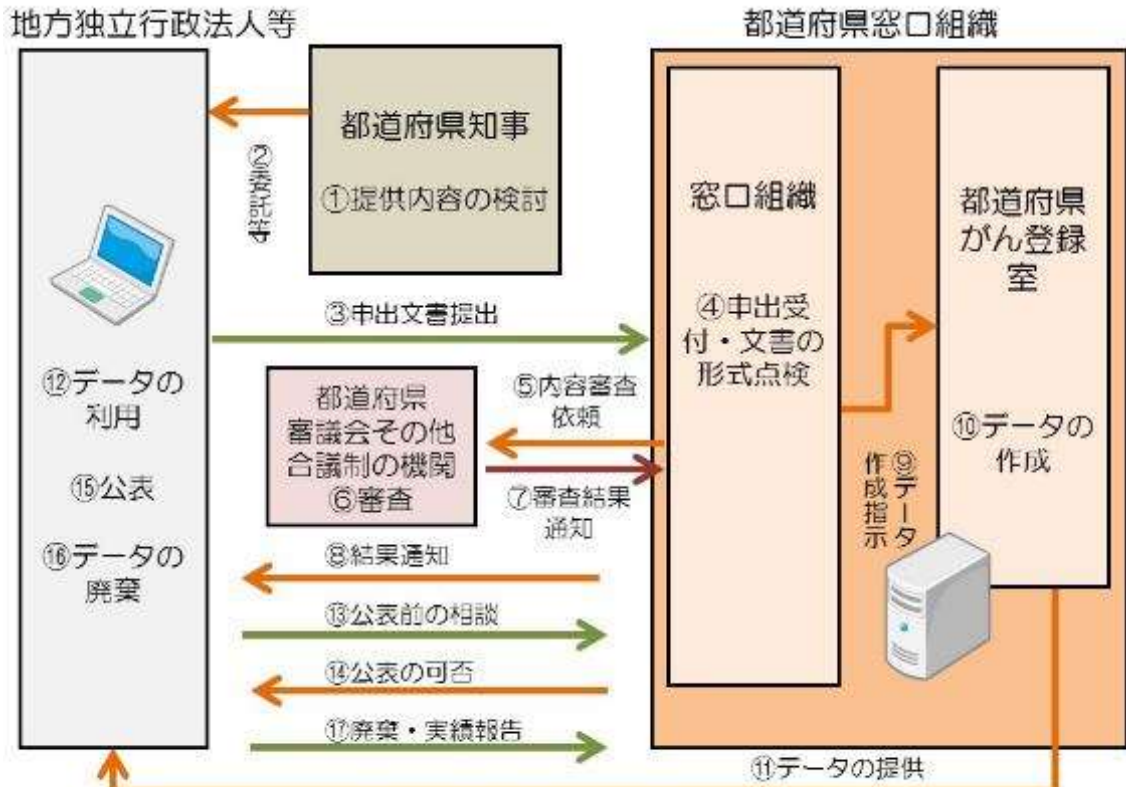 地方独立行政法人等
都道府県窓口組織
都道府県知事
①提供内容の検討
②委託等
③申出文書提出
窓口組織
④申出受
付・文書の
形式点検
都道府県
がん登録
室
⑤内容審査
依頼
都道府県
審議会その他
合議制の機関
⑥審査
⑦審査結果
通知
⑧結果通知
⑨データ
作成指示
⑩データの
作成
⑪データの提供
⑫データの
利用
⑬公表前の相談
⑭公表の可否
⑮公表
⑯データの
廃棄
⑰廃棄・実績報告